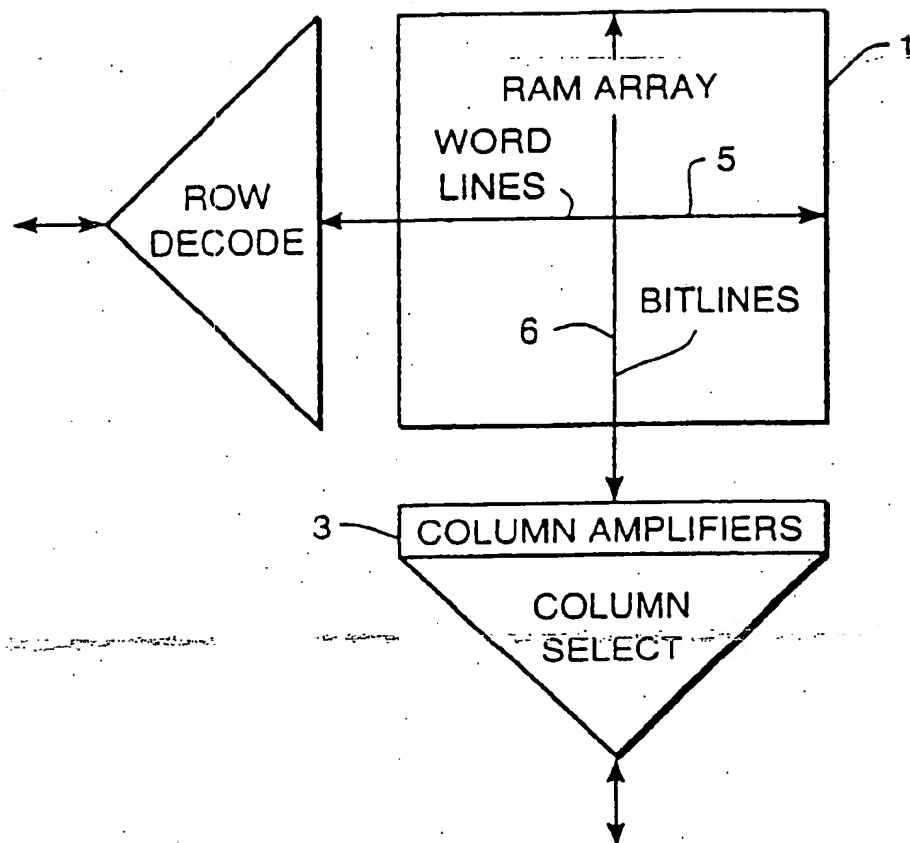 1
RAM ARRAY
WORD
LINES
5
ROW
DECODE
BITLINES
6
3
COLUMN AMPLIFIERS
COLUMN
SELECT